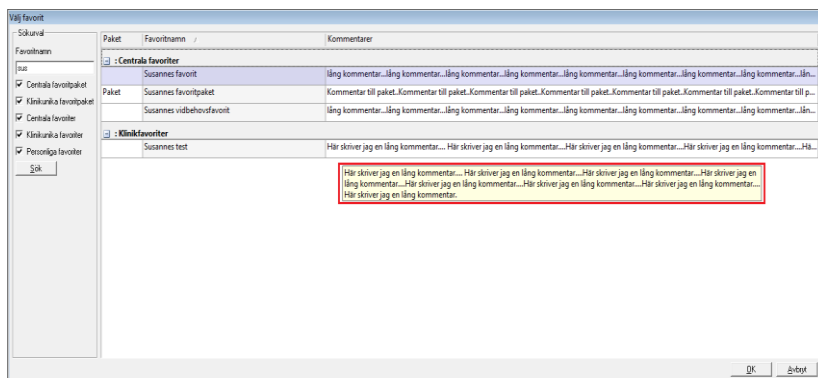 Välj favorit
Sökurval
Favoritnamn
sus
Centrala favoritpaket
Klinikunika favoritpaket
Centrala favoriter
Klinikunika favoriter
Personliga favoriter
Sök
Paket Favoritnamn Kommentarer
: Centrala favoriter
Susannes favorit lång kommentar...lång kommentar...lång kommentar...lång kommentar...lång kommentar...lång kommentar...lång kommentar...lång kommentar...lån...
Paket Susannes favoritpaket Kommentar till paket..Kommentar till paket..Kommentar till paket..Kommentar till paket..Kommentar till paket..Kommentar till paket..Kommentar till p...
Susannes vidbehovsfavorit lång kommentar...lång kommentar...lång kommentar...lång kommentar...lång kommentar...lång kommentar...lång kommentar...lång kommentar...lån...
: Klinikfavoriter
Susannes test Här skriver jag en lång kommentar.... Här skriver jag en lång kommentar....Här skriver jag en lång kommentar....Här skriver jag en lång kommentar....Hä...
Här skriver jag en lång kommentar.... Här skriver jag en lång kommentar....Här skriver jag en lång kommentar....Här skriver jag en
lång kommentar....Här skriver jag en lång kommentar....Här skriver jag en lång kommentar....Här skriver jag en lång kommentar....
Här skriver jag en lång kommentar.
OK Avbryt